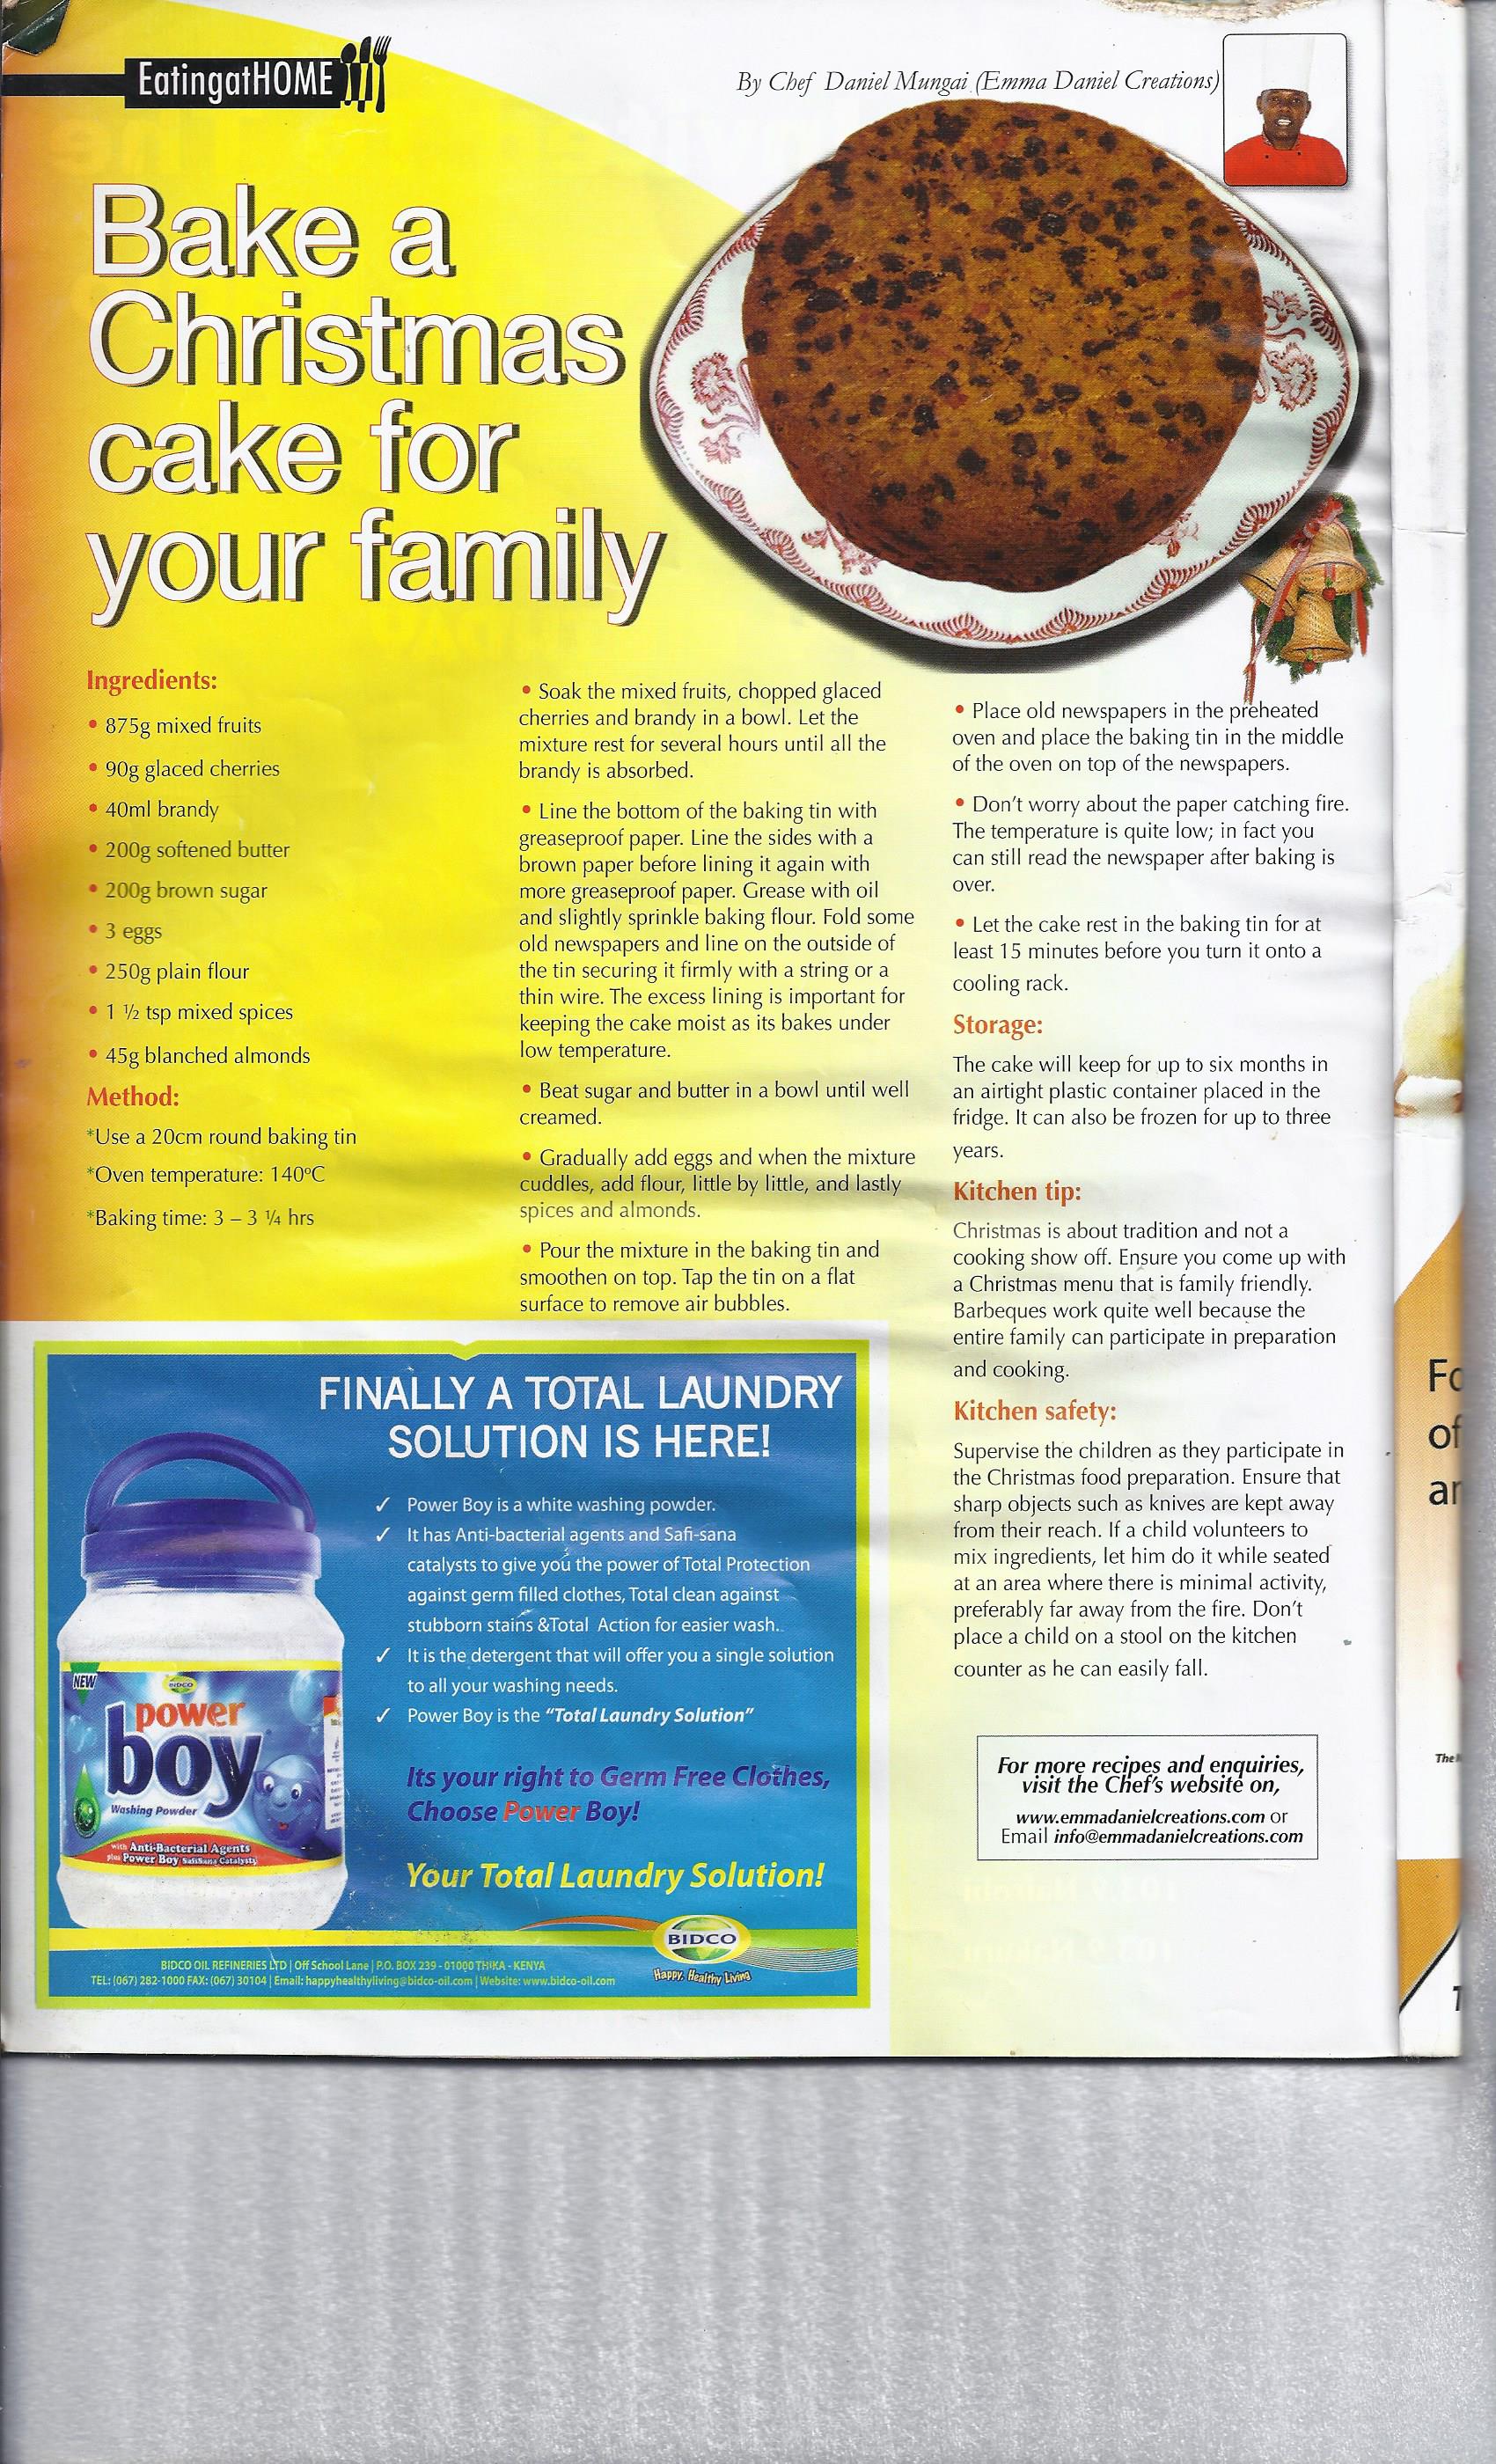 EatingatHOME
By Chef Daniel Mungai (Emma Daniel Creations)
Bake a
Christmas
cake for
your family
Ingredients:
• 875g mixed fruits
• 90g glaced cherries
• 40ml brandy
• 200g softened butter
• 200g brown sugar
• 3 eggs
• 250g plain flour
• 1 ½ tsp mixed spices
• 45g blanched almonds
Method:
*Use a 20cm round baking tin
*Oven temperature: 140ºC
*Baking time: 3 – 3 ¼ hrs
• Soak the mixed fruits, chopped glaced
cherries and brandy in a bowl. Let the
mixture rest for several hours until all the
brandy is absorbed.
• Line the bottom of the baking tin with
greaseproof paper. Line the sides with a
brown paper before lining it again with
more greaseproof paper. Grease with oil
and slightly sprinkle baking flour. Fold some
old newspapers and line on the outside of
the tin securing it firmly with a string or a
thin wire. The excess lining is important for
keeping the cake moist as its bakes under
low temperature.
• Beat sugar and butter in a bowl until well
creamed.
• Gradually add eggs and when the mixture
cuddles, add flour, little by little, and lastly
spices and almonds.
• Pour the mixture in the baking tin and
smoothen on top. Tap the tin on a flat
surface to remove air bubbles.
• Place old newspapers in the preheated
oven and place the baking tin in the middle
of the oven on top of the newspapers.
• Don't worry about the paper catching fire.
The temperature is quite low; in fact you
can still read the newspaper after baking is
over.
• Let the cake rest in the baking tin for at
least 15 minutes before you turn it onto a
cooling rack.
Storage:
The cake will keep for up to six months in
an airtight plastic container placed in the
fridge. It can also be frozen for up to three
years.
Kitchen tip:
Christmas is about tradition and not a
cooking show off. Ensure you come up with
a Christmas menu that is family friendly.
Barbeques work quite well because the
entire family can participate in preparation
and cooking.
Kitchen safety:
Supervise the children as they participate in
the Christmas food preparation. Ensure that
sharp objects such as knives are kept away
from their reach. If a child volunteers to
mix ingredients, let him do it while seated
at an area where there is minimal activity,
preferably far away from the fire. Don't
place a child on a stool on the kitchen
counter as he can easily fall.
For more recipes and enquiries,
visit the Chef's website on,
www.emmadanielcreations.com or
Email info@emmadanielcreations.com
FINALLY A TOTAL LAUNDRY
SOLUTION IS HERE!
✓ Power Boy is a white washing powder.
✓ It has Anti-bacterial agents and Safi-sana
catalysts to give you the power of Total Protection
against germ filled clothes, Total clean against
stubborn stains &Total Action for easier wash.
✓ It is the detergent that will offer you a single solution
to all your washing needs.
✓ Power Boy is the "Total Laundry Solution"
Its your right to Germ Free Clothes,
Choose Power Boy!
Your Total Laundry Solution!
NEW
BIDCO
power
boy
Washing Powder
with Anti-Bacterial Agents
plus Power Boy SafiSana Catalysts
BIDCO
Happy, Healthy Living
BIDCO OIL REFINERIES LTD | Off School Lane | P.O. BOX 239 - 01000 THIKA - KENYA
TEL: (067) 282-1000 FAX: (067) 30104 | Email: happyhealthyliving@bidco-oil.com | Website: www.bidco-oil.com
of
The